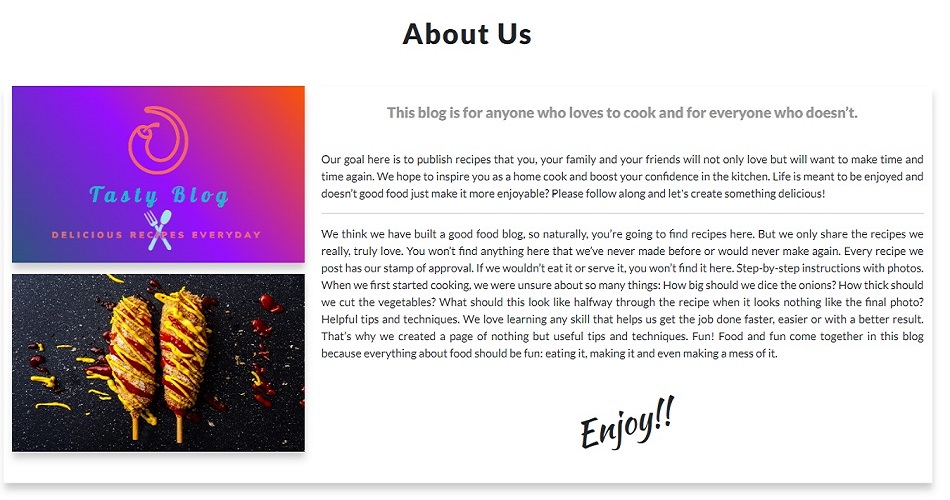 About Us
Tasty Blog
DELICIOUS RECIPES EVERYDAY
This blog is for anyone who loves to cook and for everyone who doesn't.
Our goal here is to publish recipes that you, your family and your friends will not only love but will want to make time and
time again. We hope to inspire you as a home cook and boost your confidence in the kitchen. Life is meant to be enjoyed and
doesn't good food just make it more enjoyable? Please follow along and let's create something delicious!
We think we have built a good food blog, so naturally, you're going to find recipes here. But we only share the recipes we
really, truly love. You won't find anything here that we've never made before or would never make again. Every recipe we
post has our stamp of approval. If we wouldn't eat it or serve it, you won't find it here. Step-by-step instructions with photos.
When we first started cooking, we were unsure about so many things: How big should we dice the onions? How thick should
we cut the vegetables? What should this look like halfway through the recipe when it looks nothing like the final photo?
Helpful tips and techniques. We love learning any skill that helps us get the job done faster, easier or with a better result.
That's why we created a page of nothing but useful tips and techniques. Fun! Food and fun come together in this blog
because everything about food should be fun: eating it, making it and even making a mess of it.
Enjoy!!